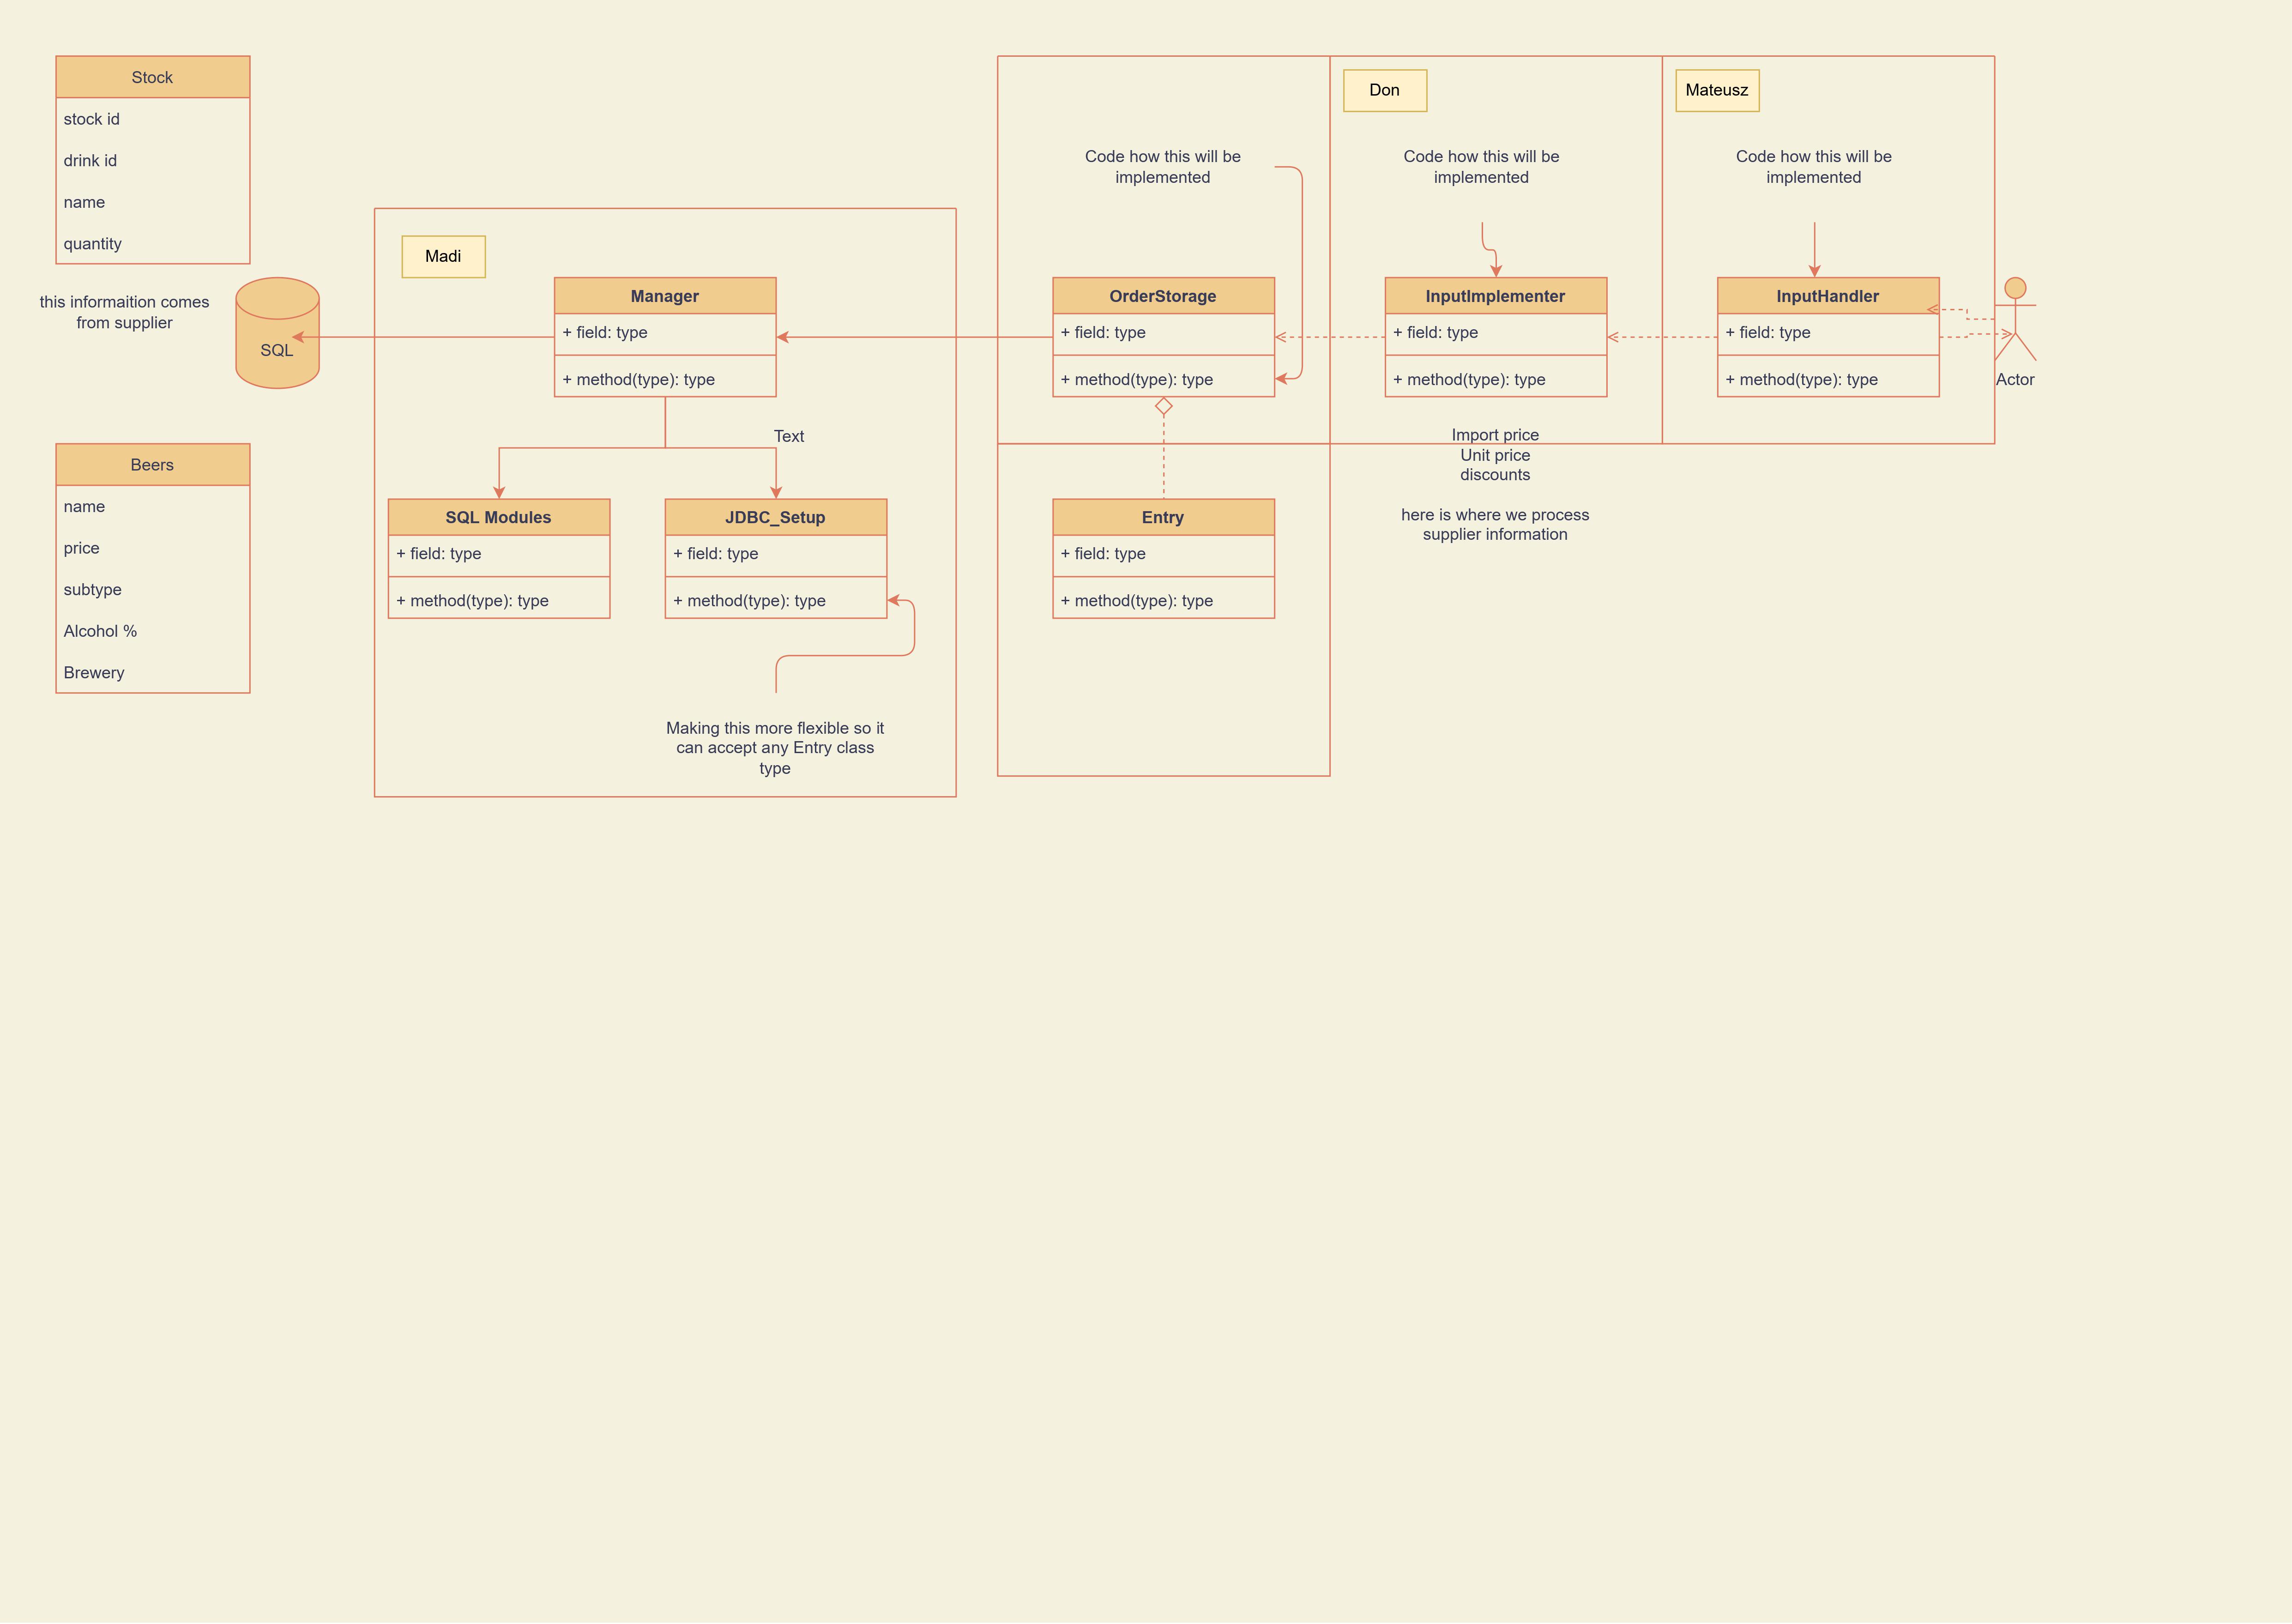 Stock
stock id
drink id
name
quantity
this informaition comes
from supplier
SQL
Beers
name
price
subtype
Alcohol %
Brewery
Madi
Manager
+ field: type
+ method(type): type
Text
SQL Modules
+ field: type
+ method(type): type
JDBC_Setup
+ field: type
+ method(type): type
Making this more flexible so it
can accept any Entry class
type
Code how this will be
implemented
OrderStorage
+ field: type
+ method(type): type
Entry
+ field: type
+ method(type): type
Don
Code how this will be
implemented
InputImplementer
+ field: type
+ method(type): type
Import price
Unit price
discounts
here is where we process
supplier information
Mateusz
Code how this will be
implemented
InputHandler
+ field: type
+ method(type): type
Actor